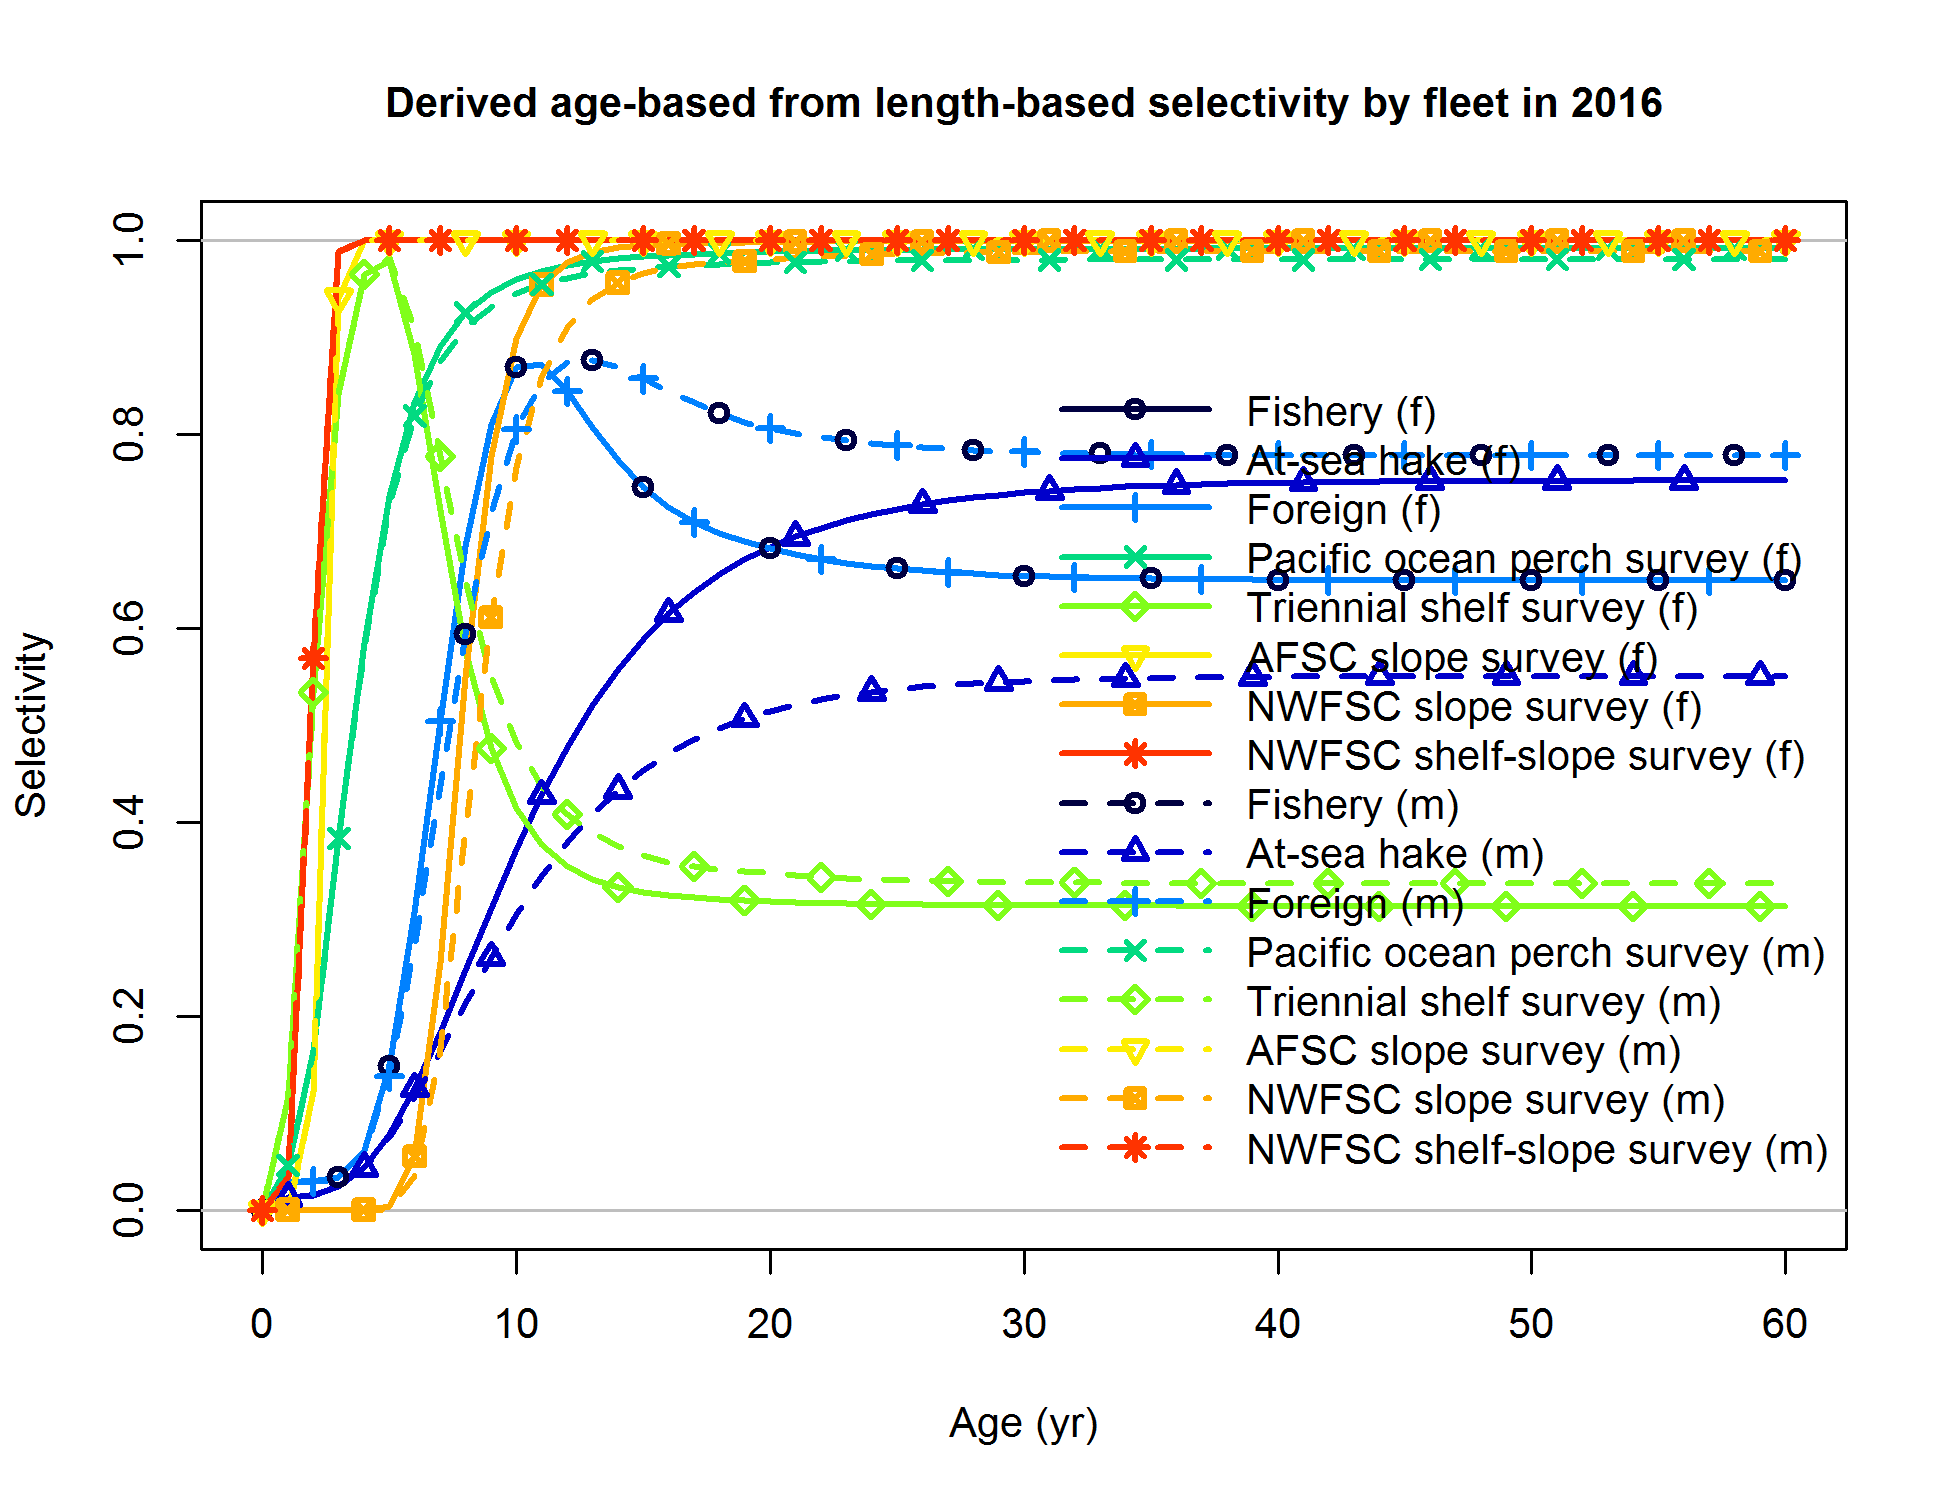 Derived age-based from length-based selectivity by fleet in 2016
Selectivity
1.0
0.8
0.6
0.4
0.2
0.0
Fishery (f)
At-sea hake (f)
Foreign (f)
Pacific ocean perch survey (f)
Triennial shelf survey (f)
AFSC slope survey (f)
NWFSC slope survey (f)
NWFSC shelf-slope survey (f)
Fishery (m)
At-sea hake (m)
Foreign (m)
Pacific ocean perch survey (m)
Triennial shelf survey (m)
AFSC slope survey (m)
NWFSC slope survey (m)
NWFSC shelf-slope survey (m)
0 10 20 30 40 50 60
Age (yr)